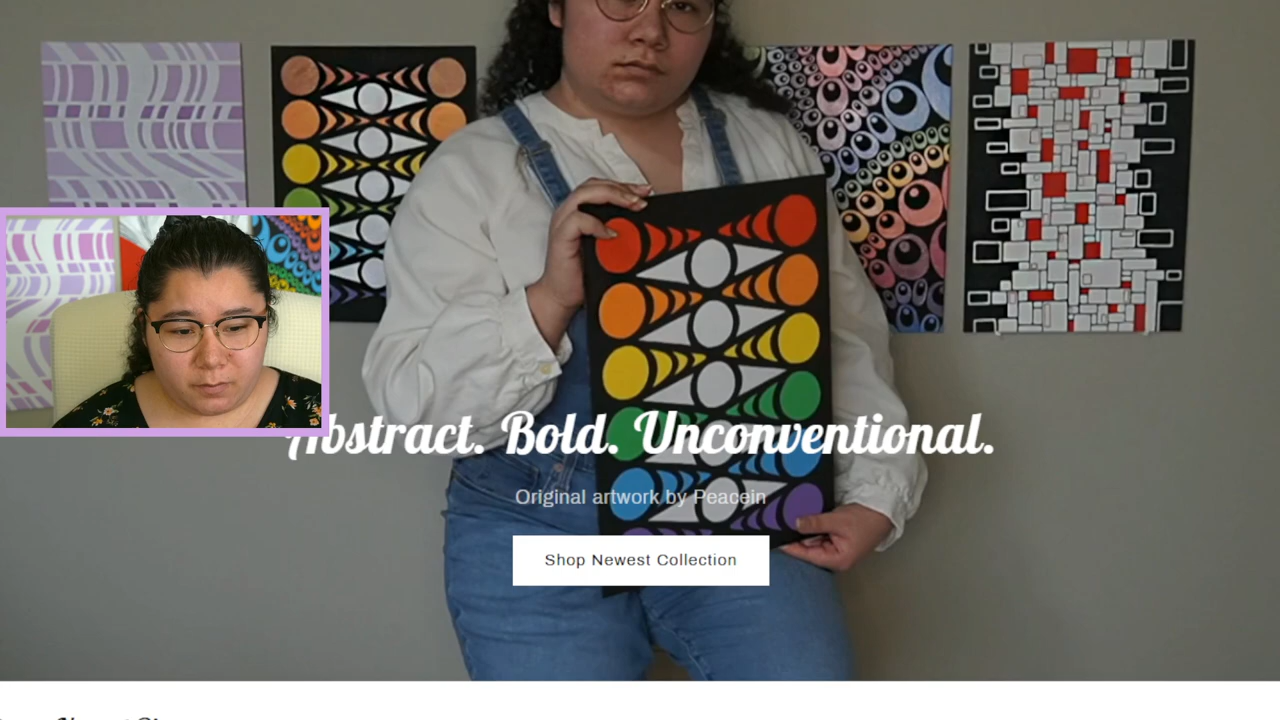 Abstract. Bold. Unconventional.
Original artwork by Peacein
Shop Newest Collection